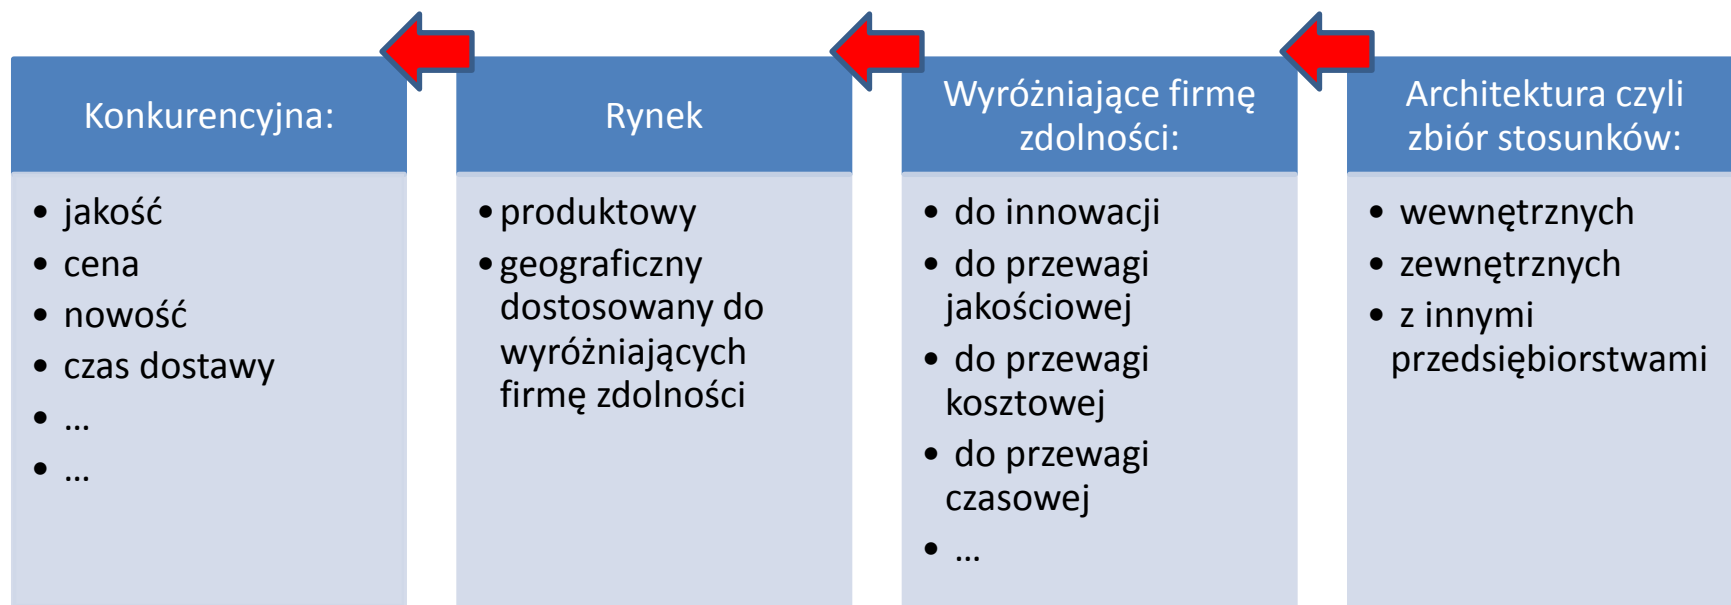 Konkurencyjna:
• jakość
• cena
• nowość
• czas dostawy
• ...
• ...
Rynek
• produktowy
• geograficzny
dostosowany do
wyróżniających
firmę zdolności
Wyróżniające firmę
zdolności:
• do innowacji
• do przewagi
jakościowej
• do przewagi
kosztowej
• do przewagi
czasowej
• ...
Architektura czyli
zbiór stosunków:
• wewnętrznych
• zewnętrznych
• z innymi
przedsiębiorstwami